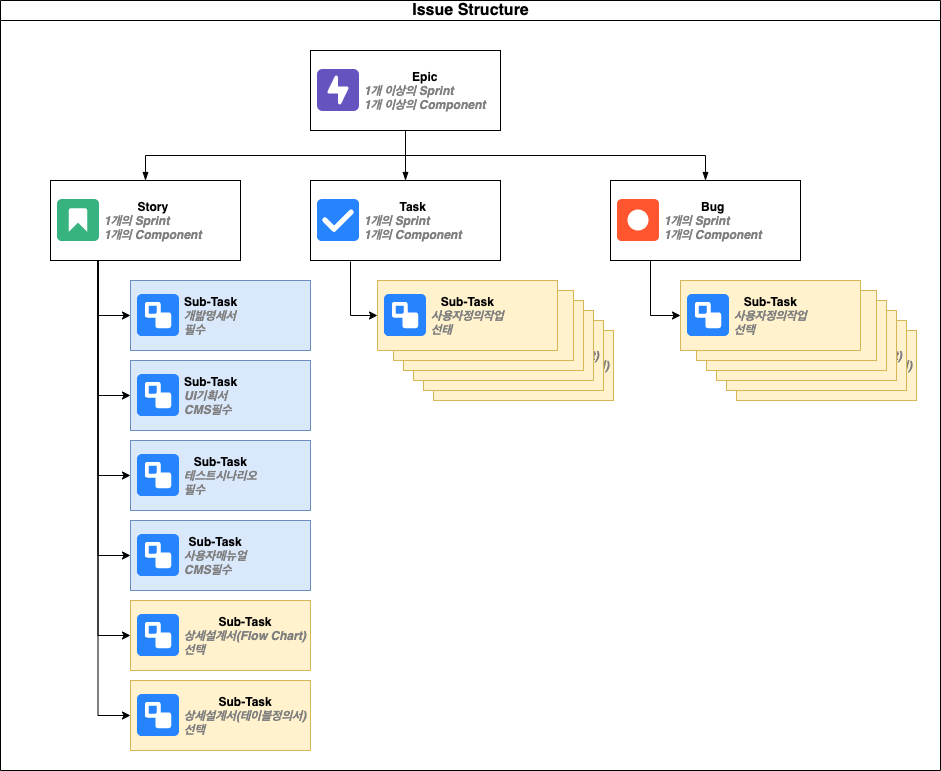 Issue Structure
Epic
1개 이상의 Sprint
1개 이상의 Component
Story
1개의 Sprint
1개의 Component
Task
1개의 Sprint
1개의 Component
Bug
1개의 Sprint
1개의 Component
Sub-Task
개발명세서
필수
Sub-Task
UI기획서
CMS필수
Sub-Task
테스트시나리오
필수
Sub-Task
사용자메뉴얼
CMS필수
Sub-Task
상세설계서(Flow Chart)
선택
Sub-Task
상세설계서(테이블정의서)
선택
Sub-Task
사용자정의작업
선태
Sub-Task
사용자정의작업
선택